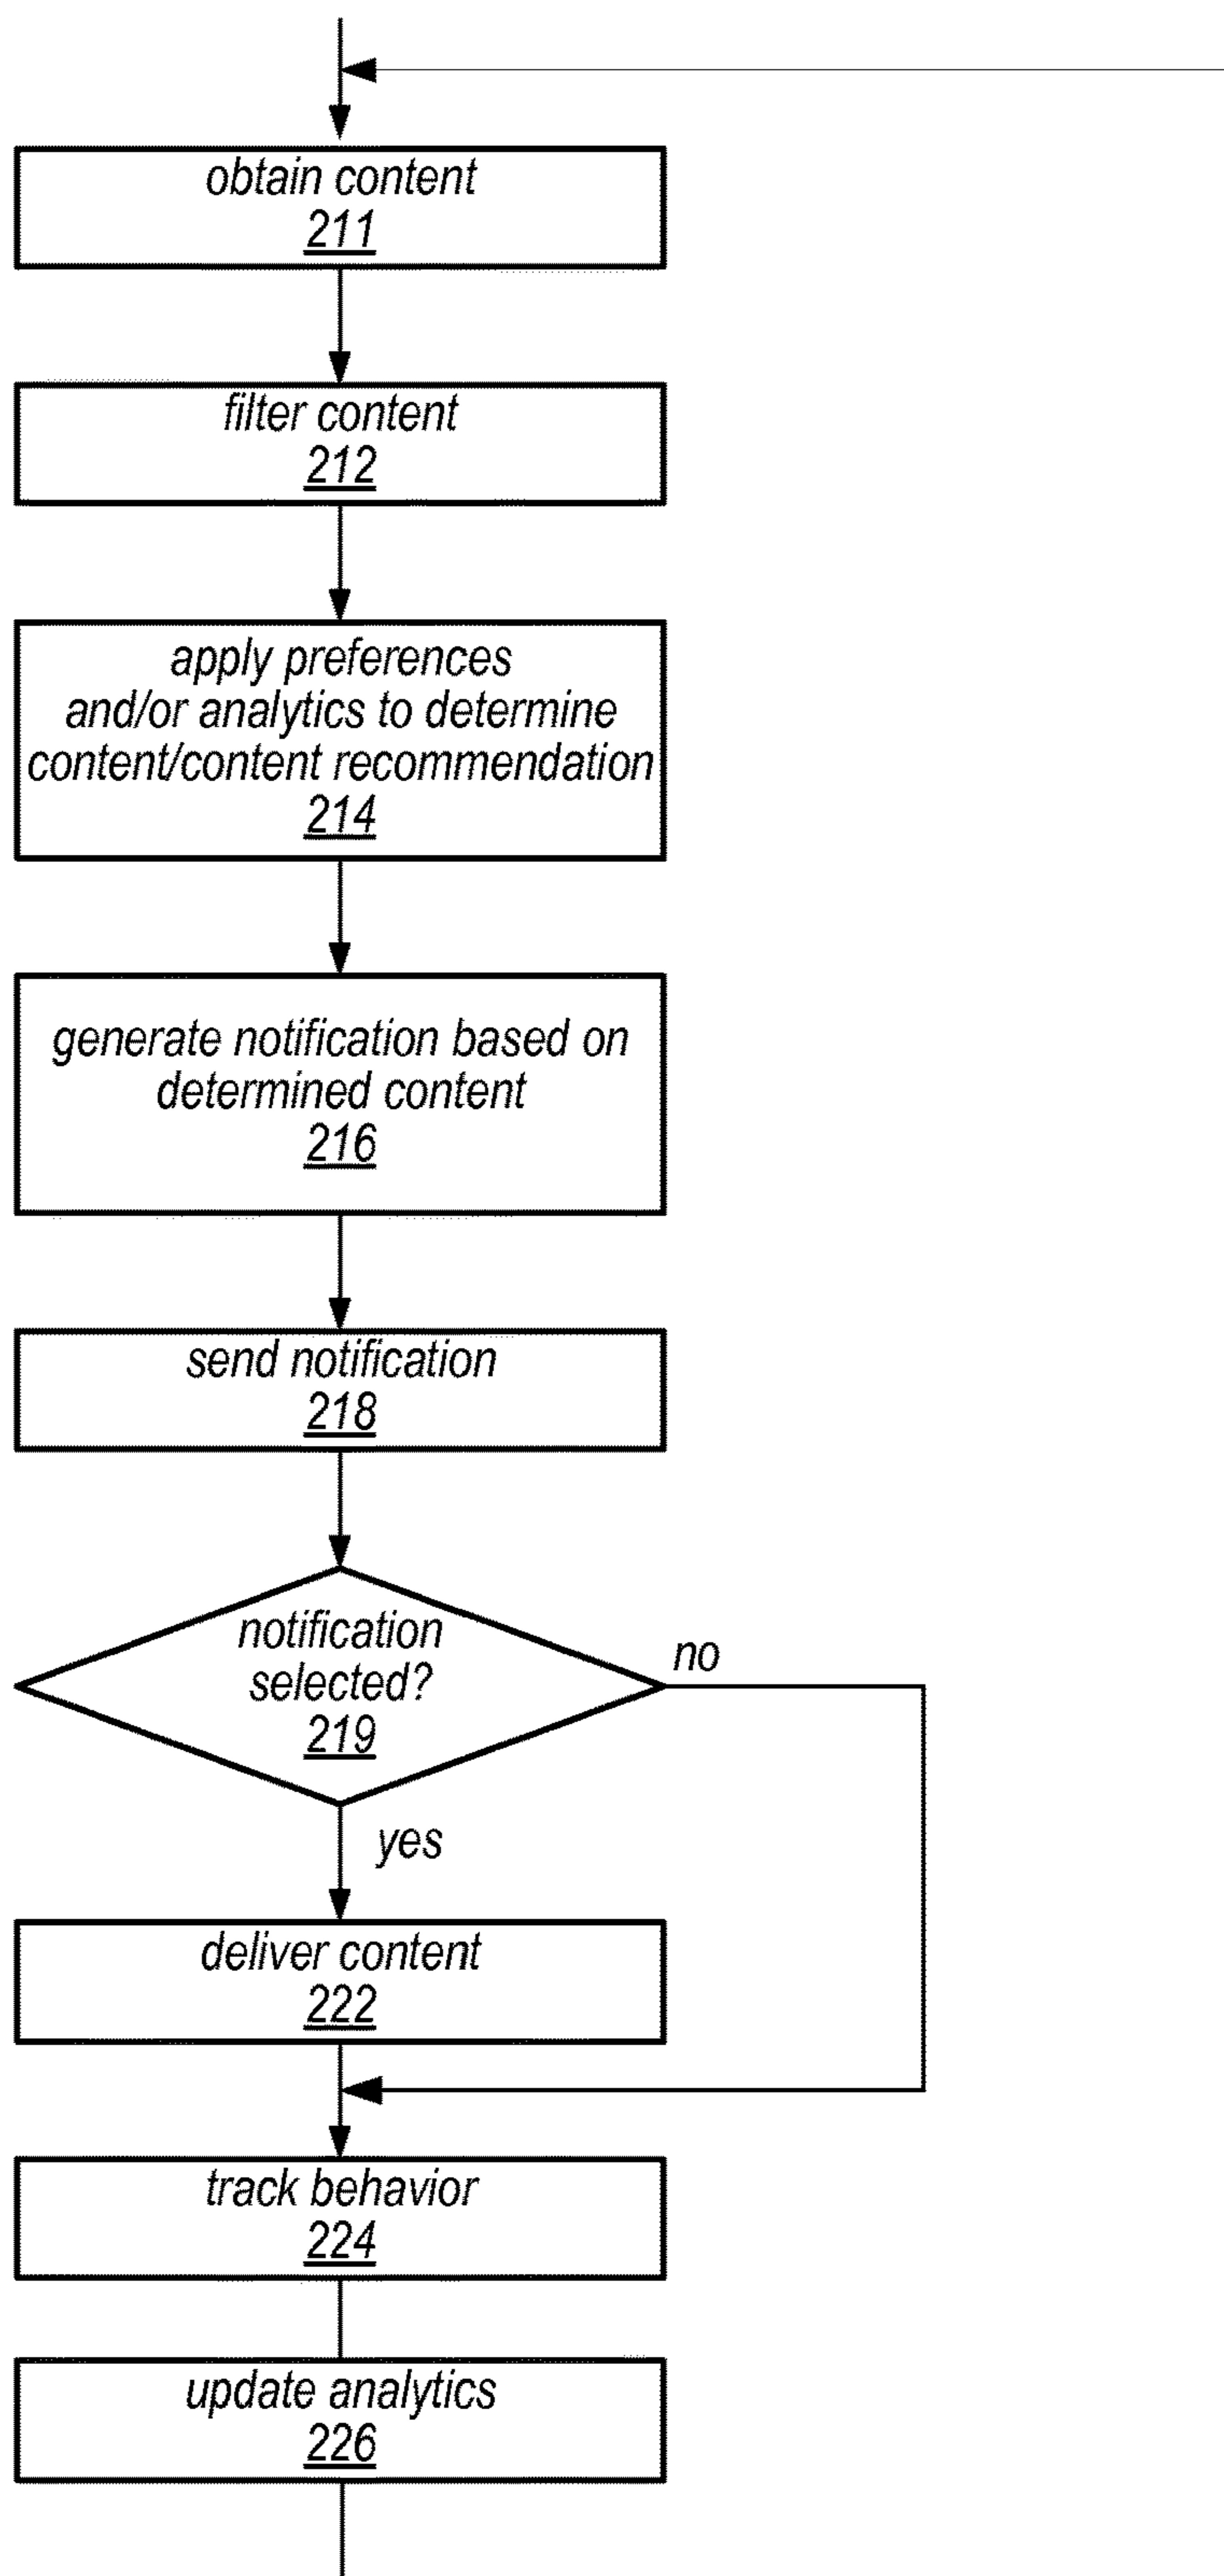 obtain content
211
filter content
212
apply preferences
and/or analytics to determine
content/content recommendation
214
generate notification based on
determined content
216
send notification
218
notification
selected?
219
no
yes
deliver content
222
track behavior
224
update analytics
226